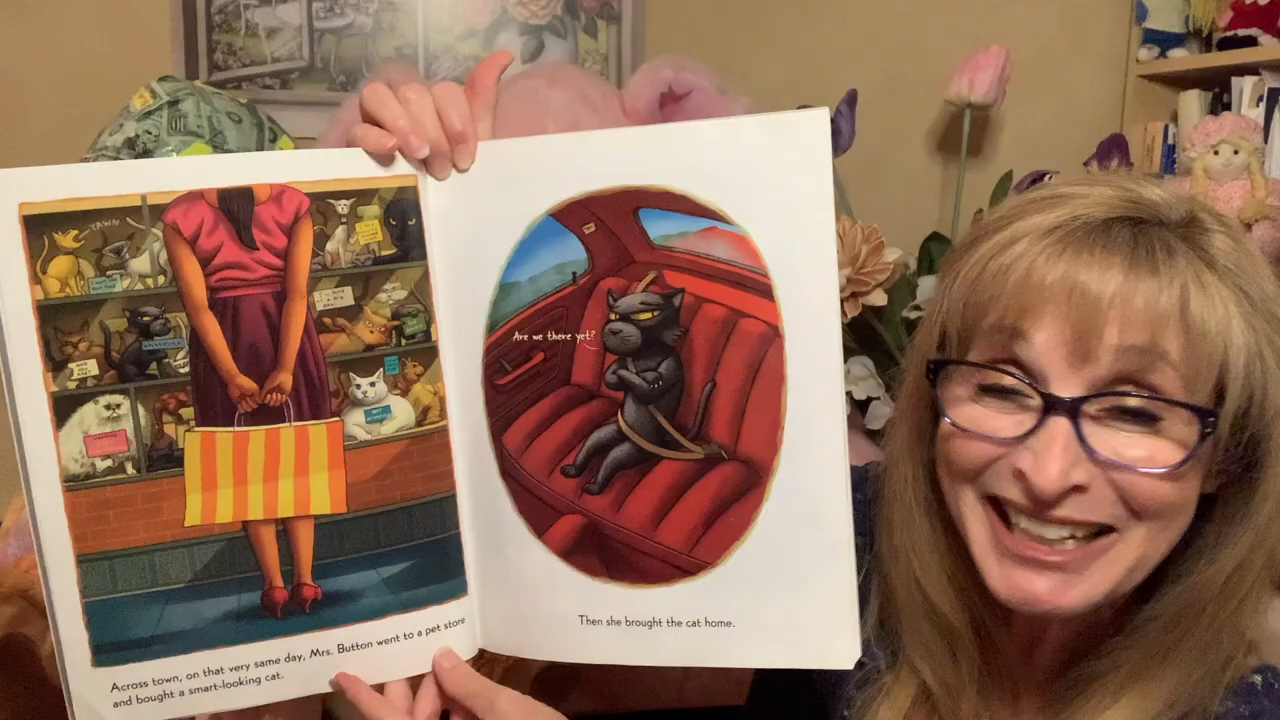 YAWN
WHATEVER
Across town, on that very same day, Mrs. Button went to a pet store
and bought a smart-looking cat.
Are we there yet?
Then she brought the cat home.